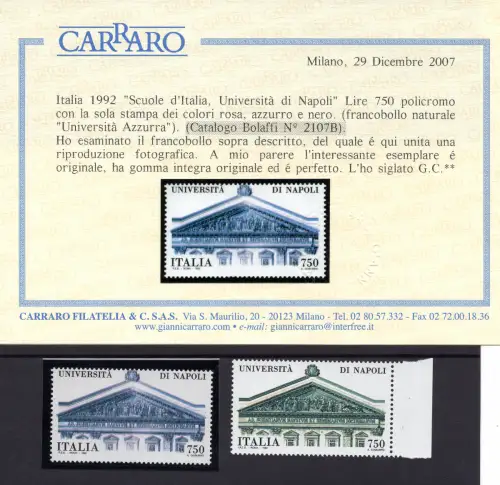 CARRARO
Milano, 29 Dicembre 2007
Italia 1992 "Scuole d'Italia, Università di Napoli" Lire 750 policromo
con la sola stampa dei colori rosa, azzurro e nero. (francobollo naturale
"Università Azzurra"). (Catalogo Bolaffi N° 2107B).
Ho esaminato il francobollo sopra descritto, del quale é qui unita una
riproduzione fotografica. A mio parere l'interessante esemplare é
originale, ha gomma integra originale ed é perfetto. L'ho siglato G.C.**
UNIVERSITÀ DI NAPOLI
ITALIA 750
CARRARO FILATELIA & C. S.A.S. Via S. Maurilio, 20 - 20123 Milano - Tel. 02 80.57.332 - Fax 02 72.00.18.36
www.giannicarraro.com • e-mail: giannicarraro@interfree.it
UNIVERSITÀ DI NAPOLI
ITALIA 750
UNIVERSITÀ DI NAPOLI
ITALIA 750